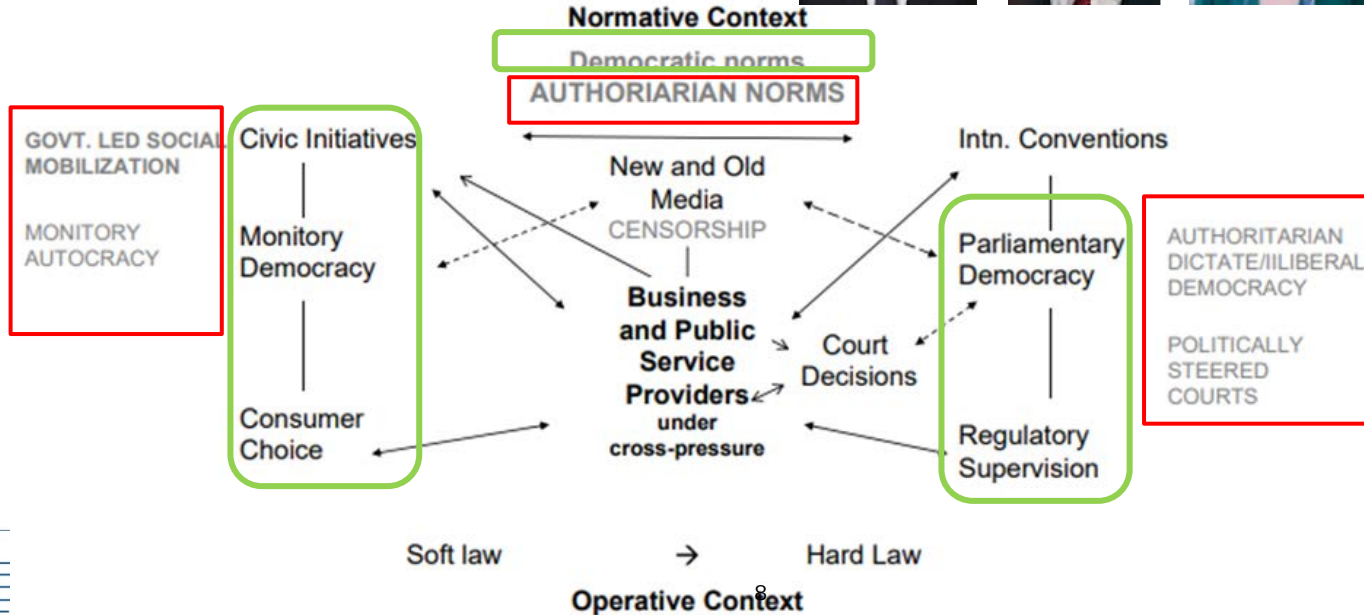 Normative Context
Democratic norms
AUTHORIARIAN NORMS
GOVT. LED SOCIAL
MOBILIZATION
MONITORY
AUTOCRACY
Civic Initiatives
Monitory
Democracy
Consumer
Choice
New and Old
Media
CENSORSHIP
Business
and Public
Service
Providers
under
cross-pressure
Court
Decisions
Intn. Conventions
Parliamentary
Democracy
Regulatory
Supervision
AUTHORITARIAN
DICTATE/IILIBERAL
DEMOCRACY
POLITICALLY
STEERED
COURTS
Soft law → Hard Law
8
Operative Context